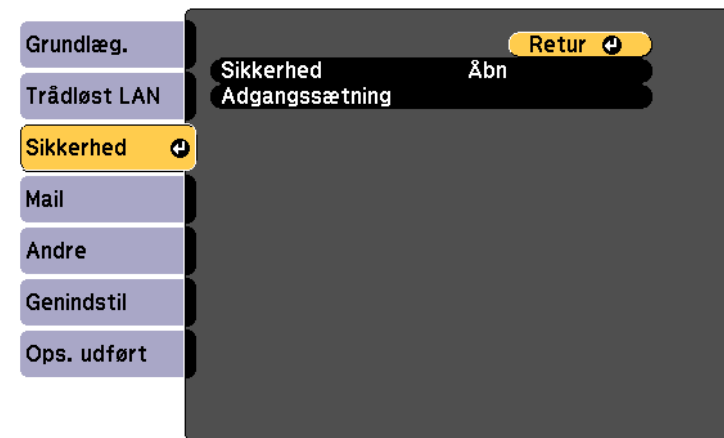 Grundlæg.
Trådløst LAN
Sikkerhed
Mail
Andre
Genindstil
Ops. udført
Retur
Sikkerhed Åbn
Adgangssætning